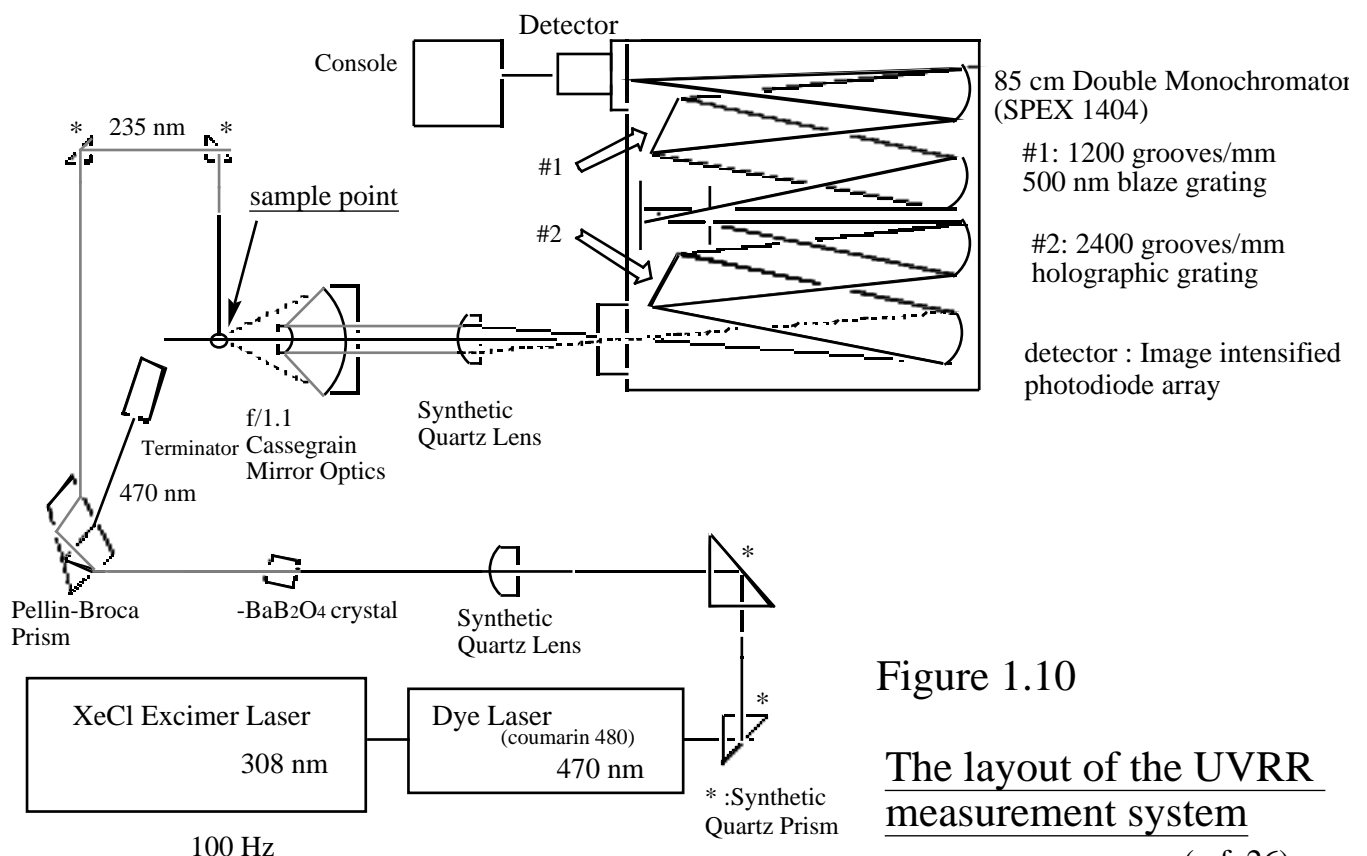 Detector
Console
85 cm Double Monochromator
(SPEX 1404)
* 235 nm *
#1
#1: 1200 grooves/mm
500 nm blaze grating
sample point
#2
#2: 2400 grooves/mm
holographic grating
detector : Image intensified
photodiode array
Terminator
f/1.1
Cassegrain
Mirror Optics
Synthetic
Quartz Lens
470 nm
*
Pellin-Broca
Prism
-BaB2O4 crystal
Synthetic
Quartz Lens
XeCl Excimer Laser
308 nm
100 Hz
Dye Laser
(coumarin 480)
470 nm
*
* :Synthetic
Quartz Prism
Figure 1.10
The layout of the UVRR
measurement system